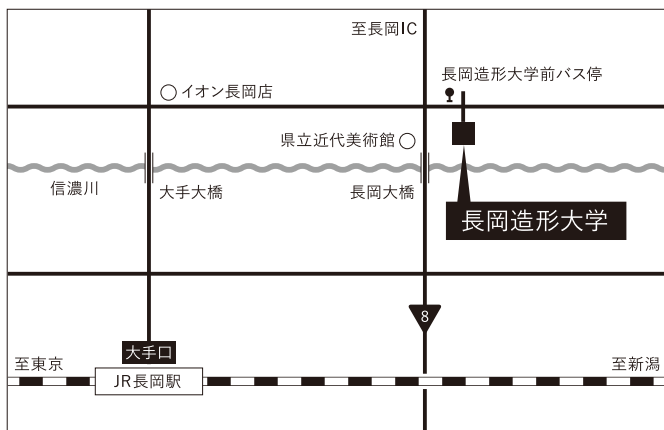 至長岡IC
長岡造形大学前バス停
イオン長岡店
県立近代美術館
信濃川
大手大橋
長岡大橋
長岡造形大学
8
大手口
至東京
至新潟
JR長岡駅